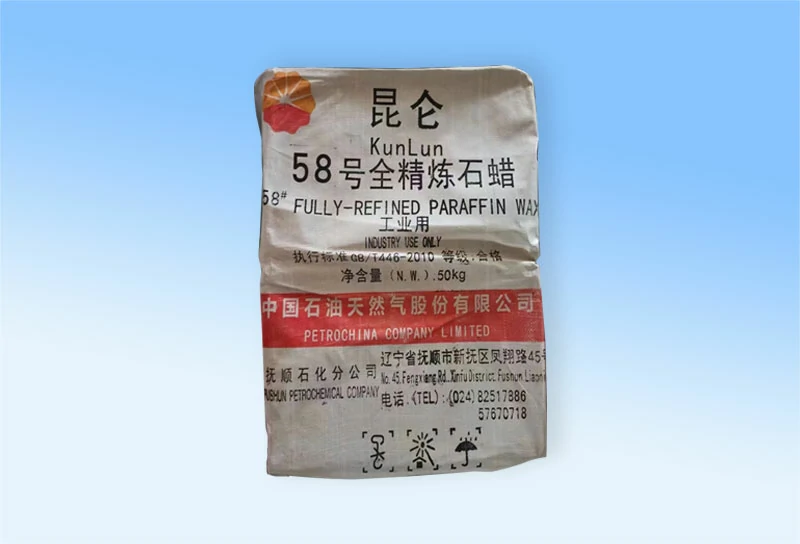 昆仑
KunLun
58号全精炼石蜡
58# FULLY-REFINED PARAFFIN WAX
工业用
INDUSTRY USE ONLY
执行标准GB/T446-2010 等级:合格
净含量(N.W.).50kg
中国石油天然气股份有限公司
PETROCHINA COMPANY LIMITED
抚顺石化分公司
FUSHUN PETROCHEMICAL COMPANY
辽宁省抚顺市新抚区凤翔路45号
No.45.Fengxiang.Rd.Xinfu District.Fushun Liaoni
电话.(TEL):(024)82517886
57670718